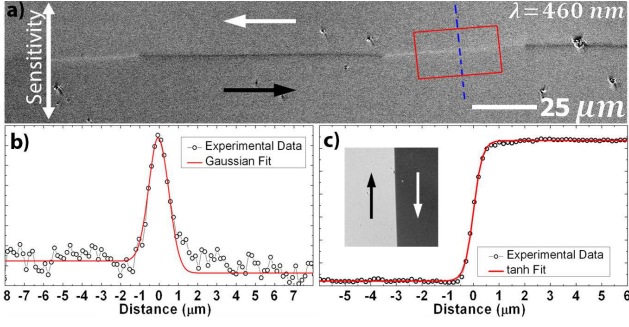 a)
λ=460 nm
Sensitivity
25 μm
b)
Experimental Data
Gaussian Fit
8 -7 -6 -5 -4 -3 -2 -1 0 1 2 3 4 5 6 7
Distance (μm)
c)
Experimental Data
tanh Fit
-5 -4 -3 -2 -1 0 1 2 3 4 5 6
Distance (μm)